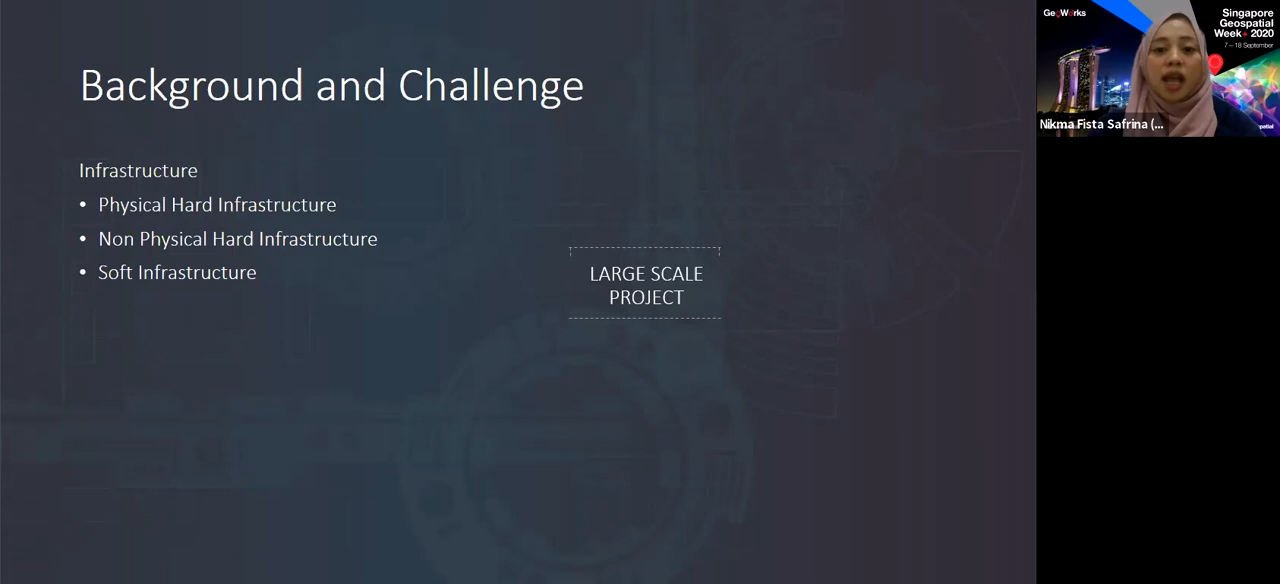 Background and Challenge
Infrastructure
• Physical Hard Infrastructure
• Non Physical Hard Infrastructure
• Soft Infrastructure
LARGE SCALE
PROJECT
GeoWorks
Singapore
Geospatial
Week 2020
7 — 18 September
Nikma Fista Safrina (...
patial